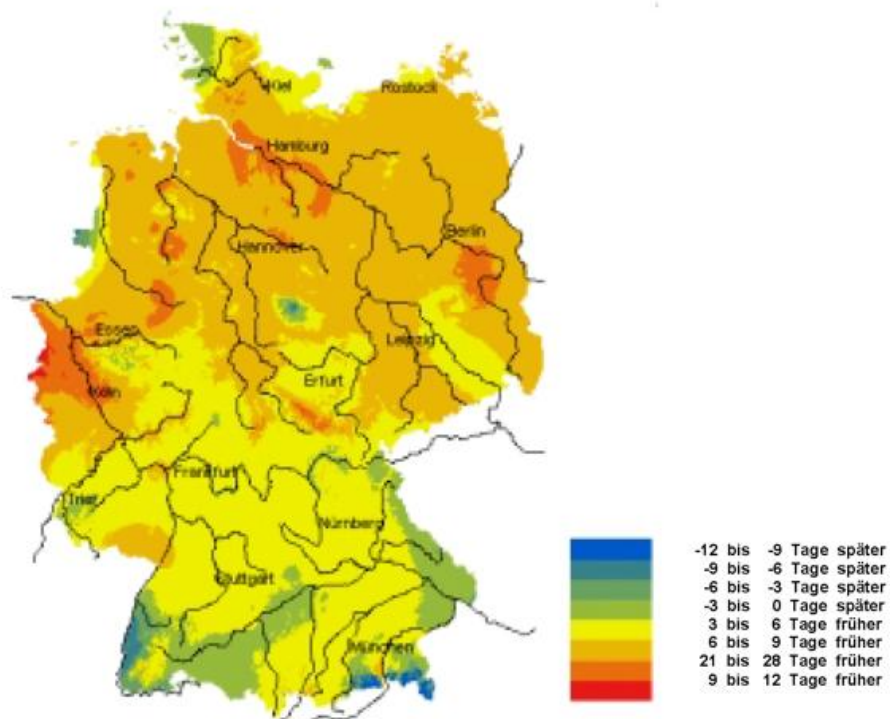 Kiel
Rostock
Hamburg
Berlin
Hannover
Essen
Leipzig
Erfurt
Köln
Frankfurt
Trier
Nürnberg
Stuttgart
München
-12 bis -9 Tage später
-9 bis -6 Tage später
-6 bis -3 Tage später
-3 bis 0 Tage später
3 bis 6 Tage früher
6 bis 9 Tage früher
21 bis 28 Tage früher
9 bis 12 Tage früher